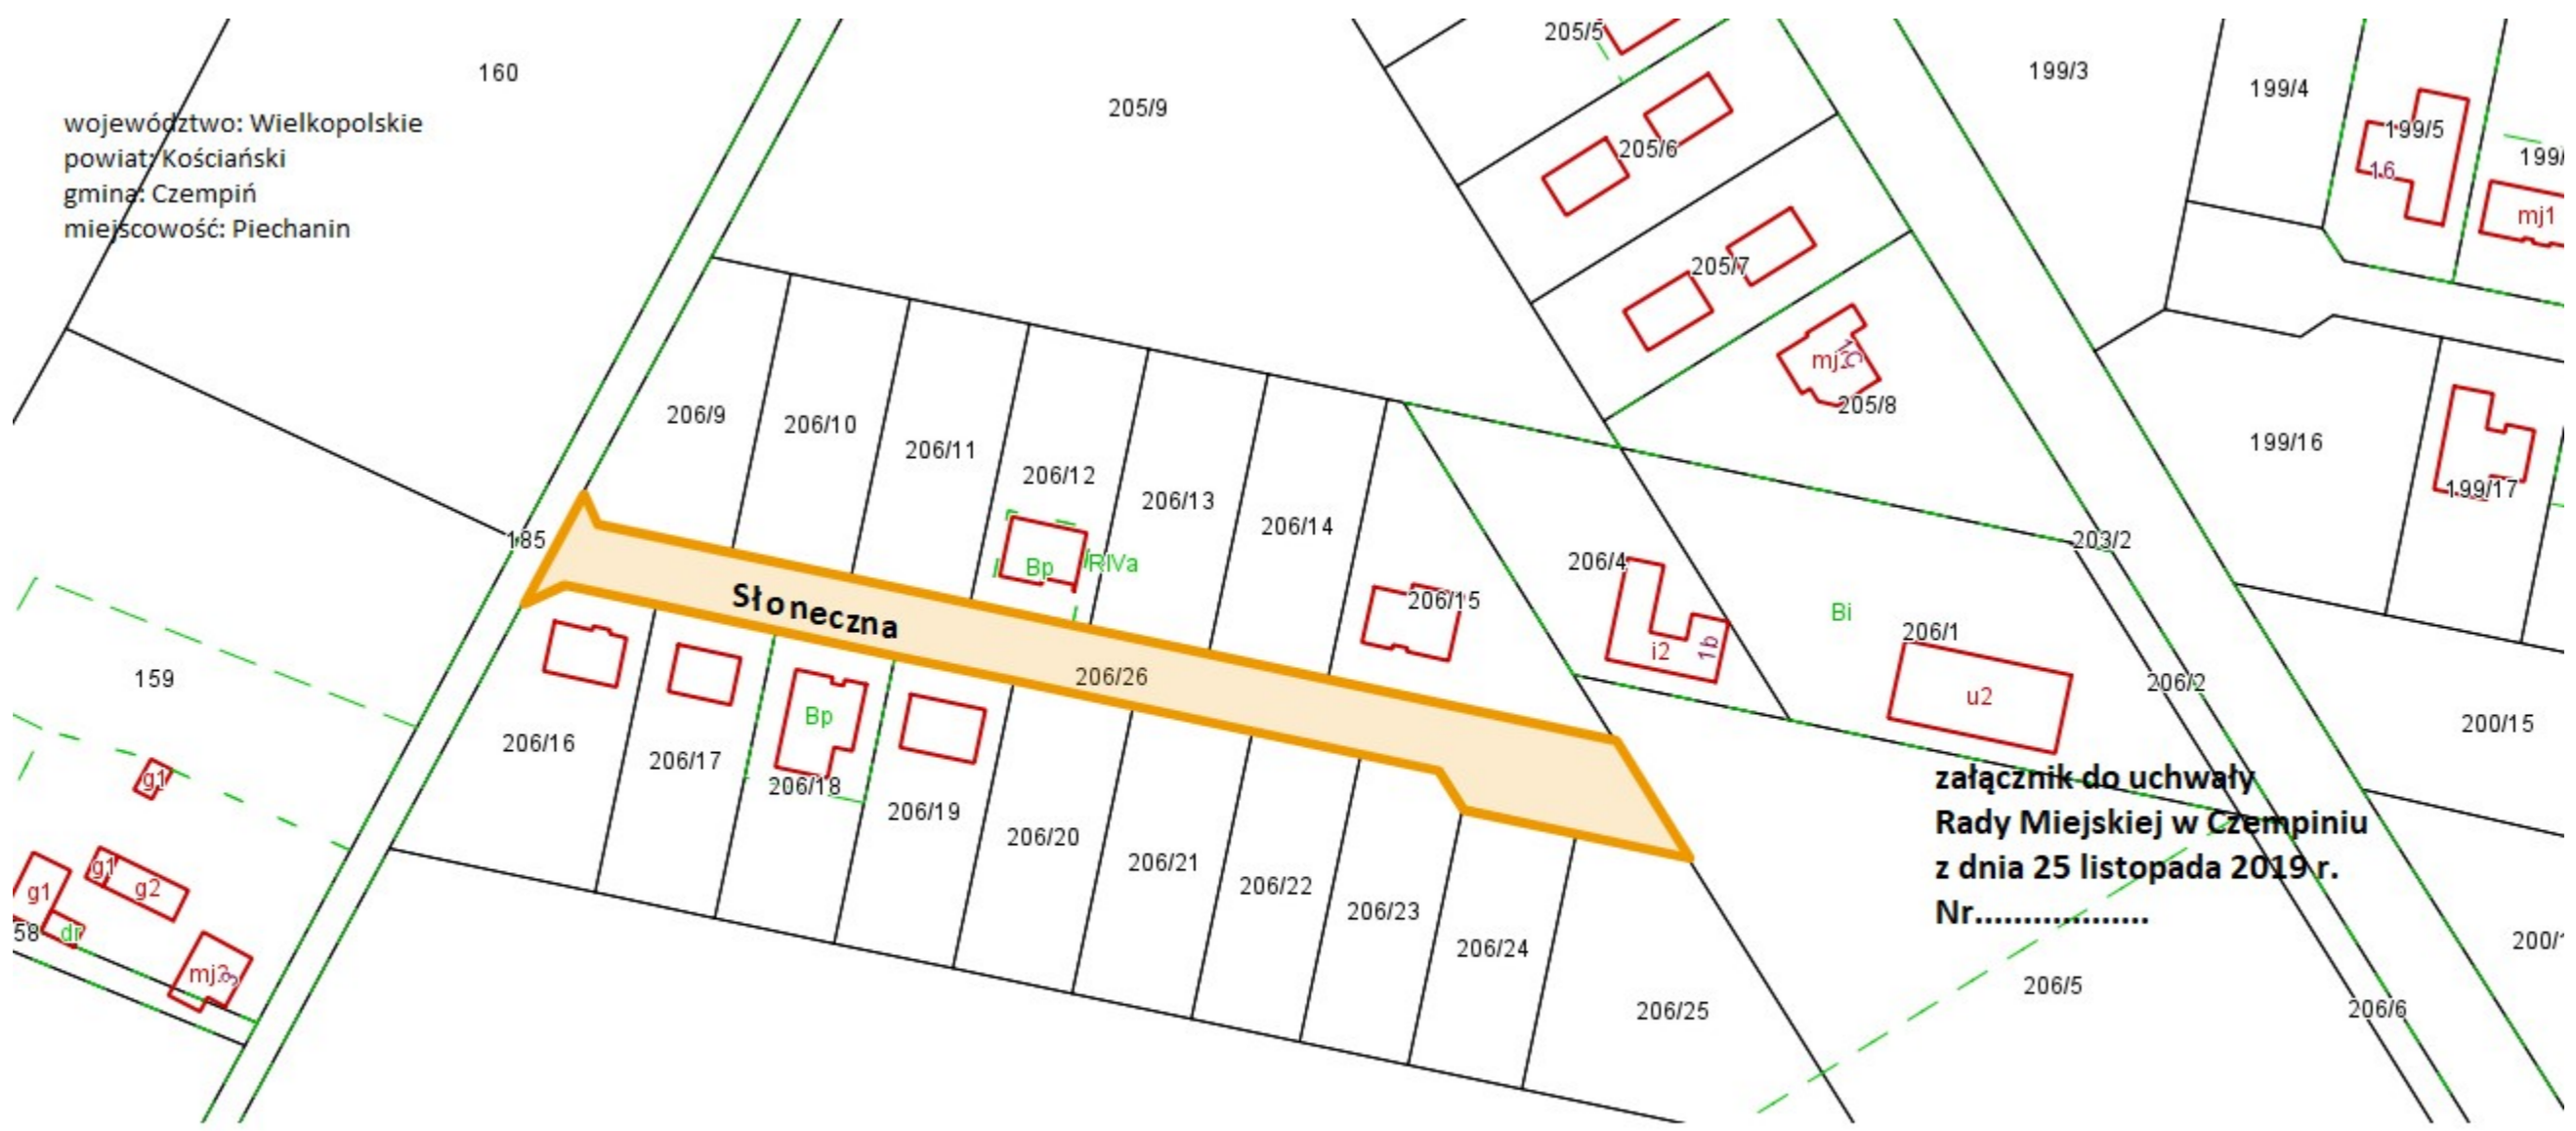 województwo: Wielkopolskie
powiat: Kościański
gmina: Czempiń
miejscowość: Piechanin
160
205/9
205/5
205/6
205/7
mj2
1C
205/8
199/3
199/4
199/5
16
199/
mj1
199/16
199/17
206/9
206/10
206/11
206/12
206/13
206/14
206/15
Bp
RIVa
185
Słoneczna
206/26
206/4
i2
1b
Bi
203/2
206/1
u2
206/2
200/15
159
206/16
206/17
Bp
206/18
206/19
206/20
206/21
206/22
206/23
206/24
206/25
g1
g1
g2
g1
58
dr
mj2
3
załącznik do uchwały
Rady Miejskiej w Czempiniu
z dnia 25 listopada 2019 r.
Nr..................
206/5
206/6